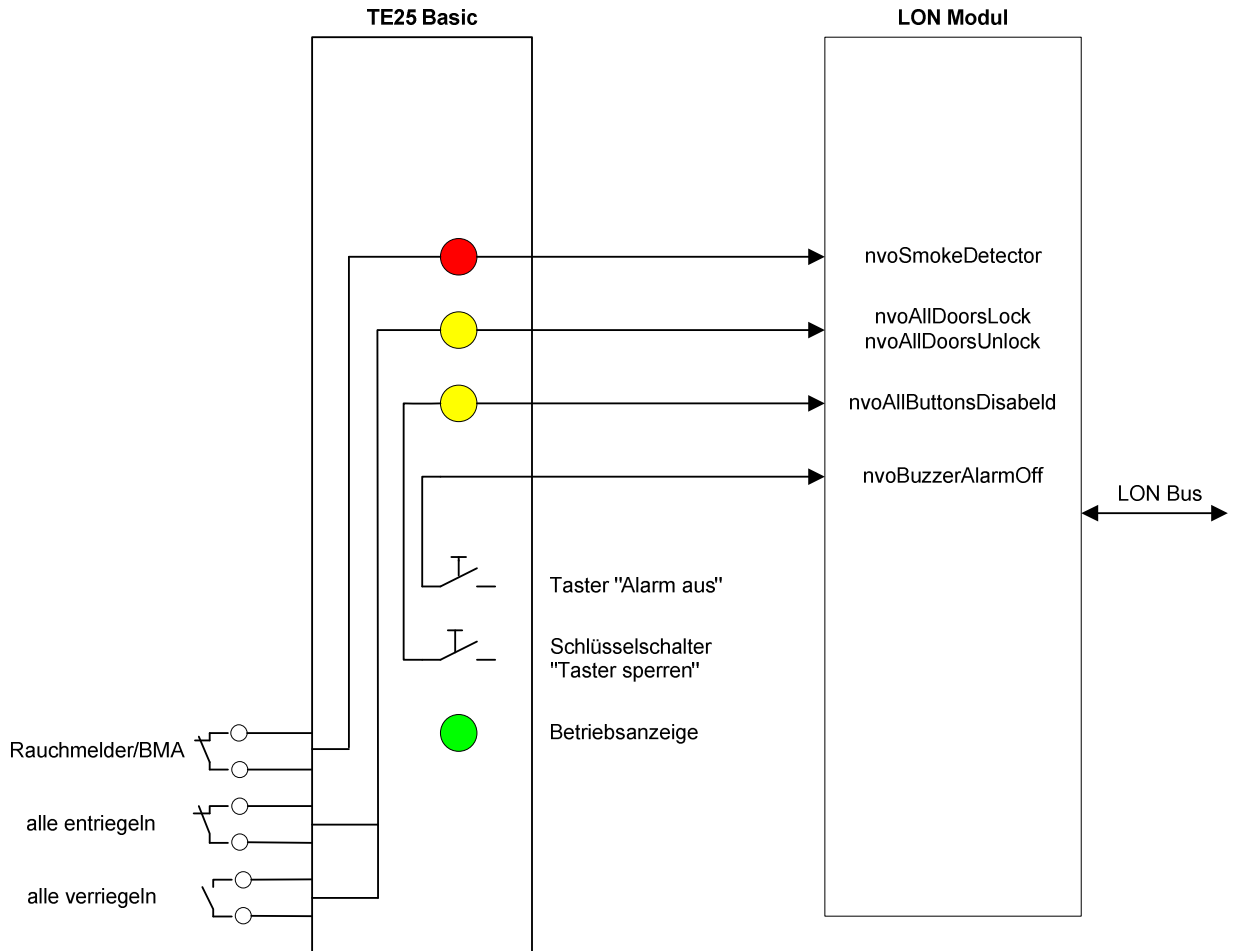 TE25 Basic
LON Modul
nvoSmokeDetector
nvoAllDoorsLock
nvoAllDoorsUnlock
nvoAllButtonsDisabeld
nvoBuzzerAlarmOff
LON Bus
Taster "Alarm aus"
Schlüsselschalter
"Taster sperren"
Betriebsanzeige
Rauchmelder/BMA
alle entriegeln
alle verriegeln